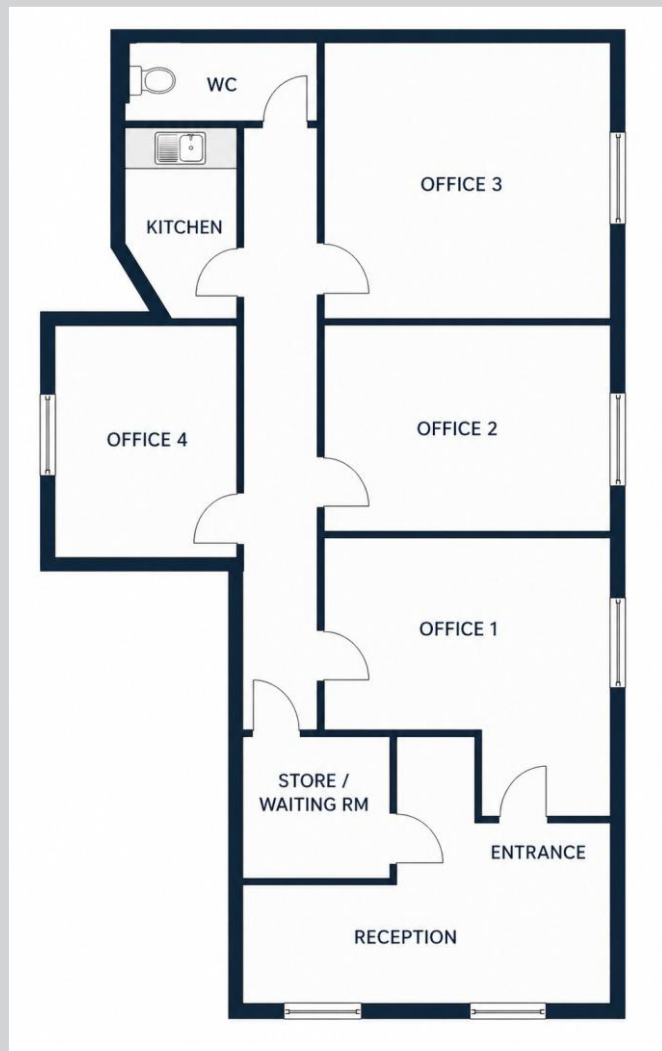 WC
OFFICE 3
KITCHEN
OFFICE 2
OFFICE 4
OFFICE 1
STORE /
WAITING RM
ENTRANCE
RECEPTION